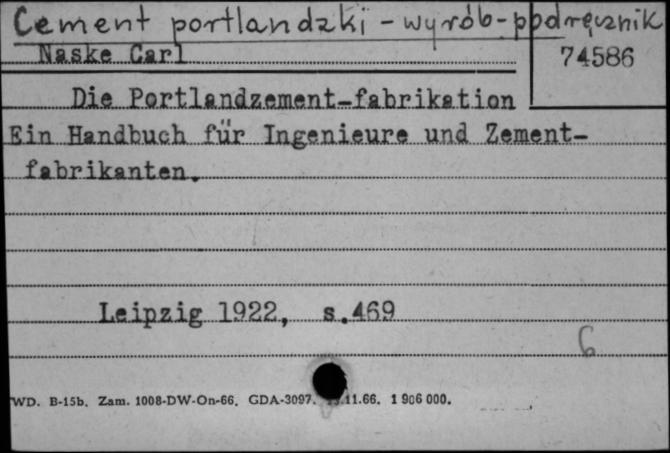 Cement portlandzki - wyrób - podręcznik
Naske Carl
74586
Die Portlandzement-fabrikation
Ein Handbuch für Ingenieure und Zement-
fabrikanten.
Leipzig 1922, s.469
6
WD. B-15b. Zam. 1008-DW-On-66. GDA-3097. 11.66. 1 906 000.